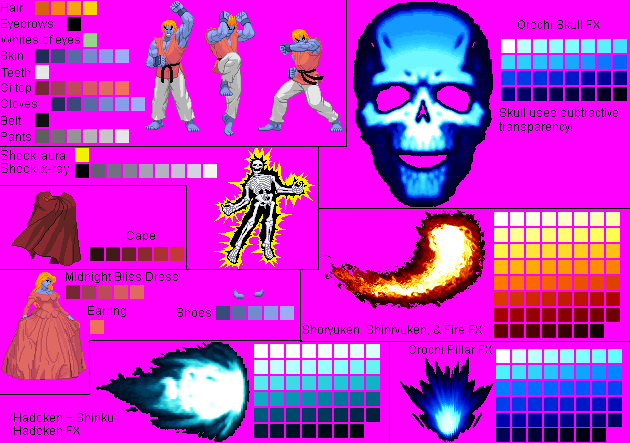 Hair
Eyebrows
Whites of eyes
Skin
Teeth
Gi top
Gloves
Belt
Pants
Shock aura
Shock x-ray
Cape
Midnight Bliss Dress
Earring
Shoes
Hadoken + Shinku
Hadoken FX
Orochi Skull FX
Skull uses subtractive
transparency!
Shoryuken, Shinryuken, & Fire FX
Orochi Pillar FX